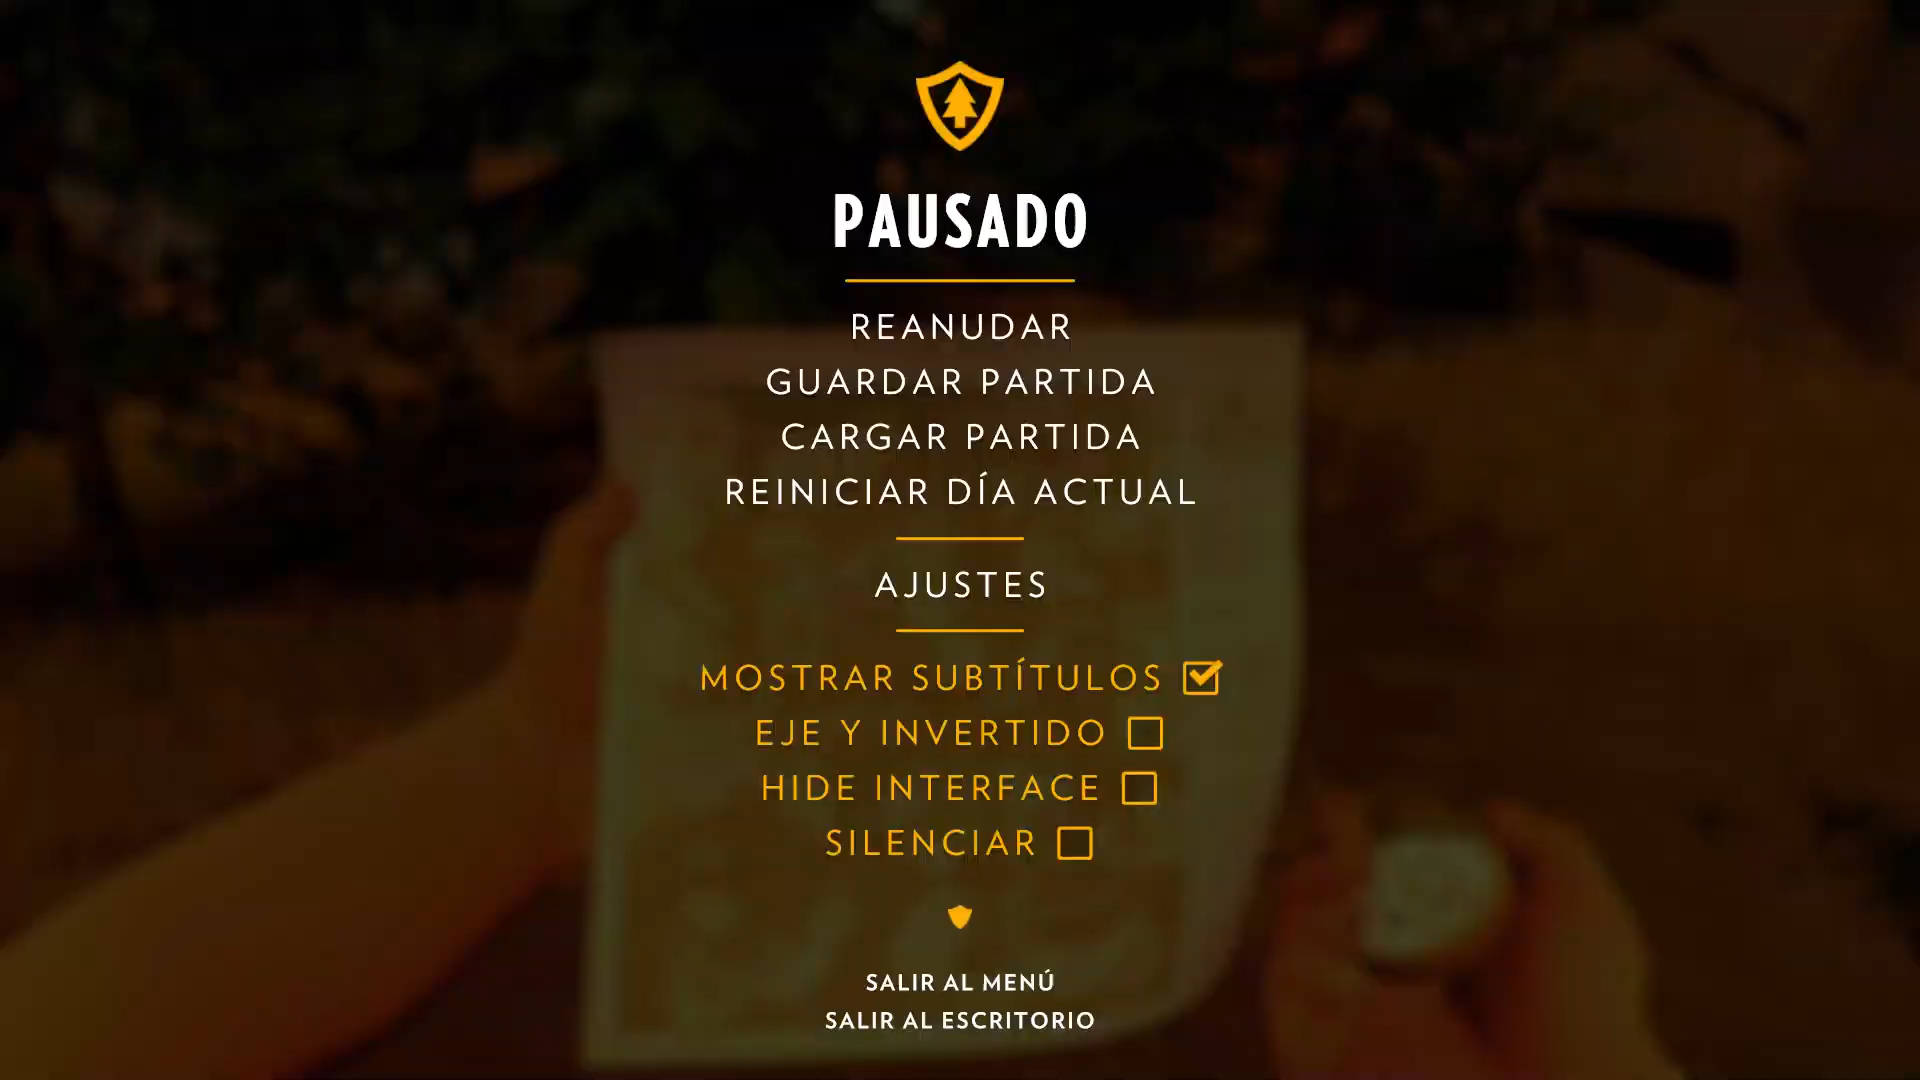 PAUSADO
REANUDAR
GUARDAR PARTIDA
CARGAR PARTIDA
REINICIAR DÍA ACTUAL
AJUSTES
MOSTRAR SUBTÍTULOS
EJE Y INVERTIDO
HIDE INTERFACE
SILENCIAR
SALIR AL MENÚ
SALIR AL ESCRITORIO